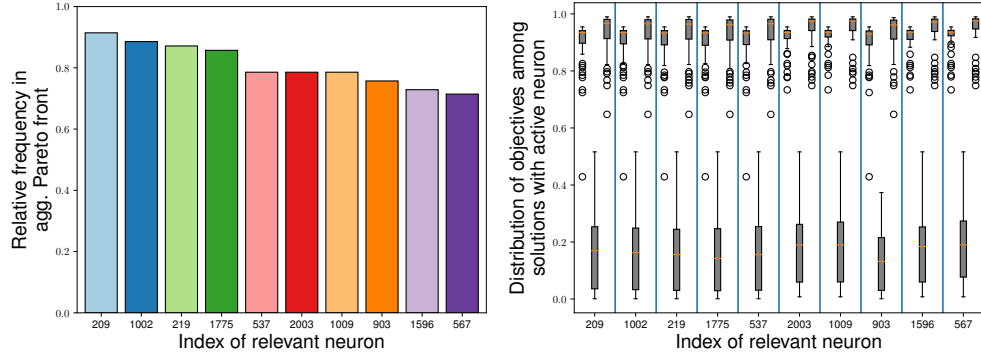 Relative frequency in
agg. Pareto front
1.0
0.8
0.6
0.4
0.2
0.0
209 1002 219 1775 537 2003 1009 903 1596 567
Index of relevant neuron
Distribution of objectives among
solutions with active neuron
1.0
0.8
0.6
0.4
0.2
0.0
209 1002 219 1775 537 2003 1009 903 1596 567
Index of relevant neuron